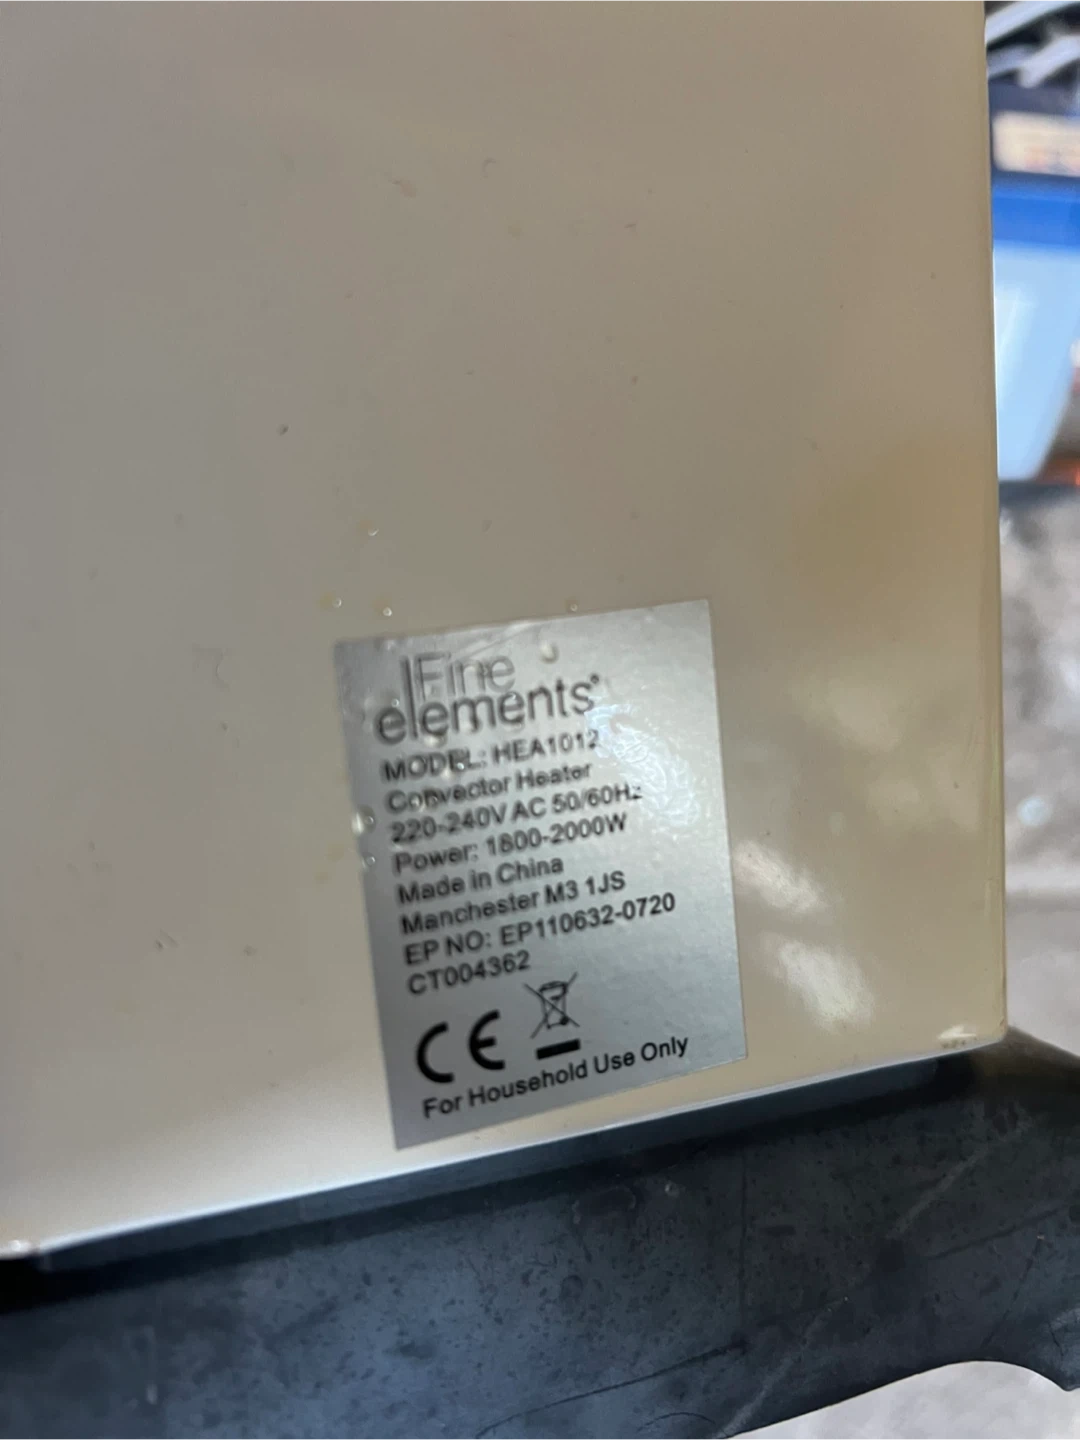 Fine
elements®
MODEL: HEA1012
Convector Heater
220-240V AC 50/60Hz
Power: 1800-2000W
Made in China
Manchester M3 1JS
EP NO: EP110632-0720
CT004362
CE
For Household Use Only